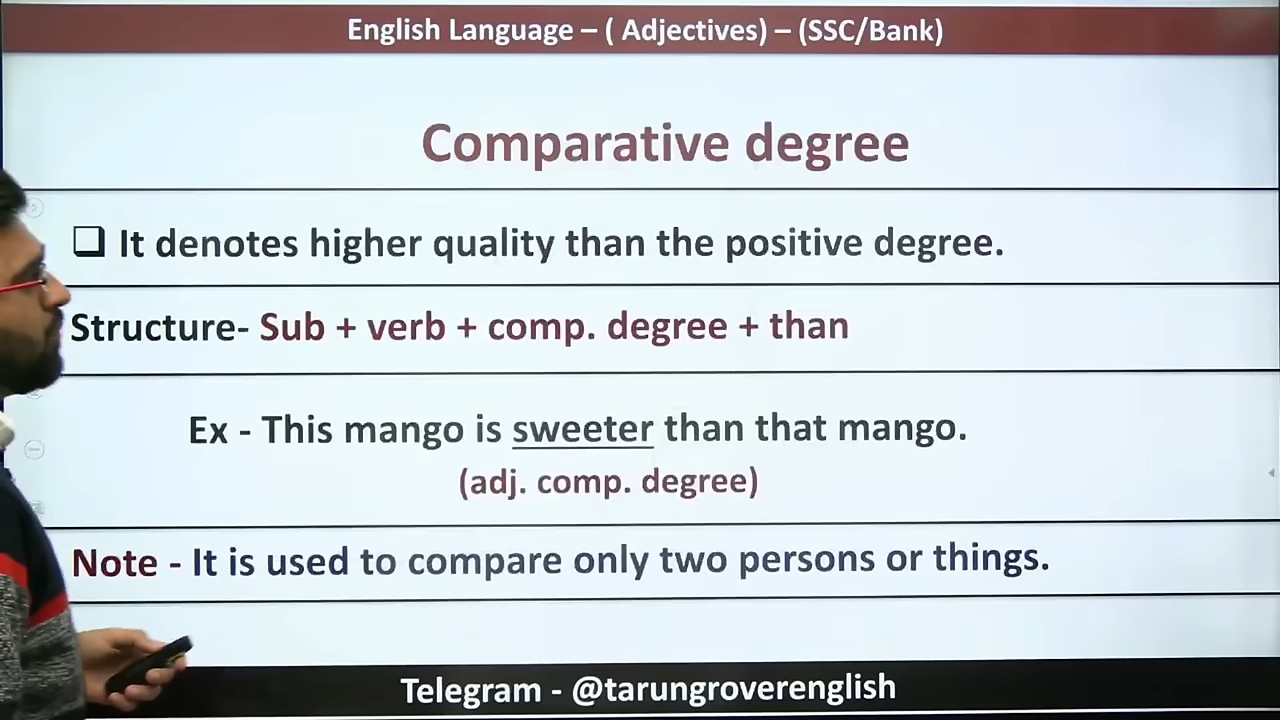 English Language – ( Adjectives) – (SSC/Bank)
Comparative degree
❑ It denotes higher quality than the positive degree.
Structure- Sub + verb + comp. degree + than
Ex - This mango is sweeter than that mango.
(adj. comp. degree)
Note - It is used to compare only two persons or things.
Telegram - @tarungroverenglish